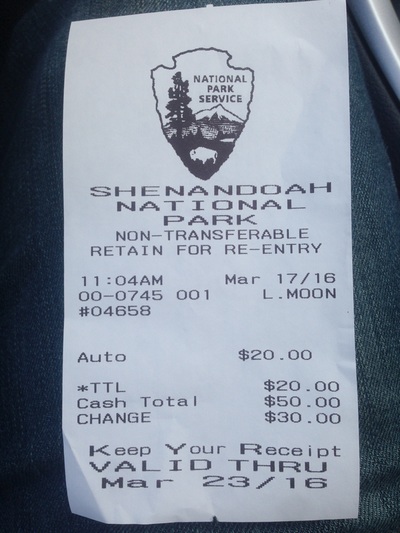 NATIONAL
PARK
SERVICE
SHENANDOAH
NATIONAL
PARK
NON-TRANSFERABLE
RETAIN FOR RE-ENTRY
11:04AM Mar 17/16
00-0745 001 L.MOON
#04658
Auto $20.00
*TTL $20.00
Cash Total $50.00
CHANGE $30.00
Keep Your Receipt
VALID THRU
Mar 23/16